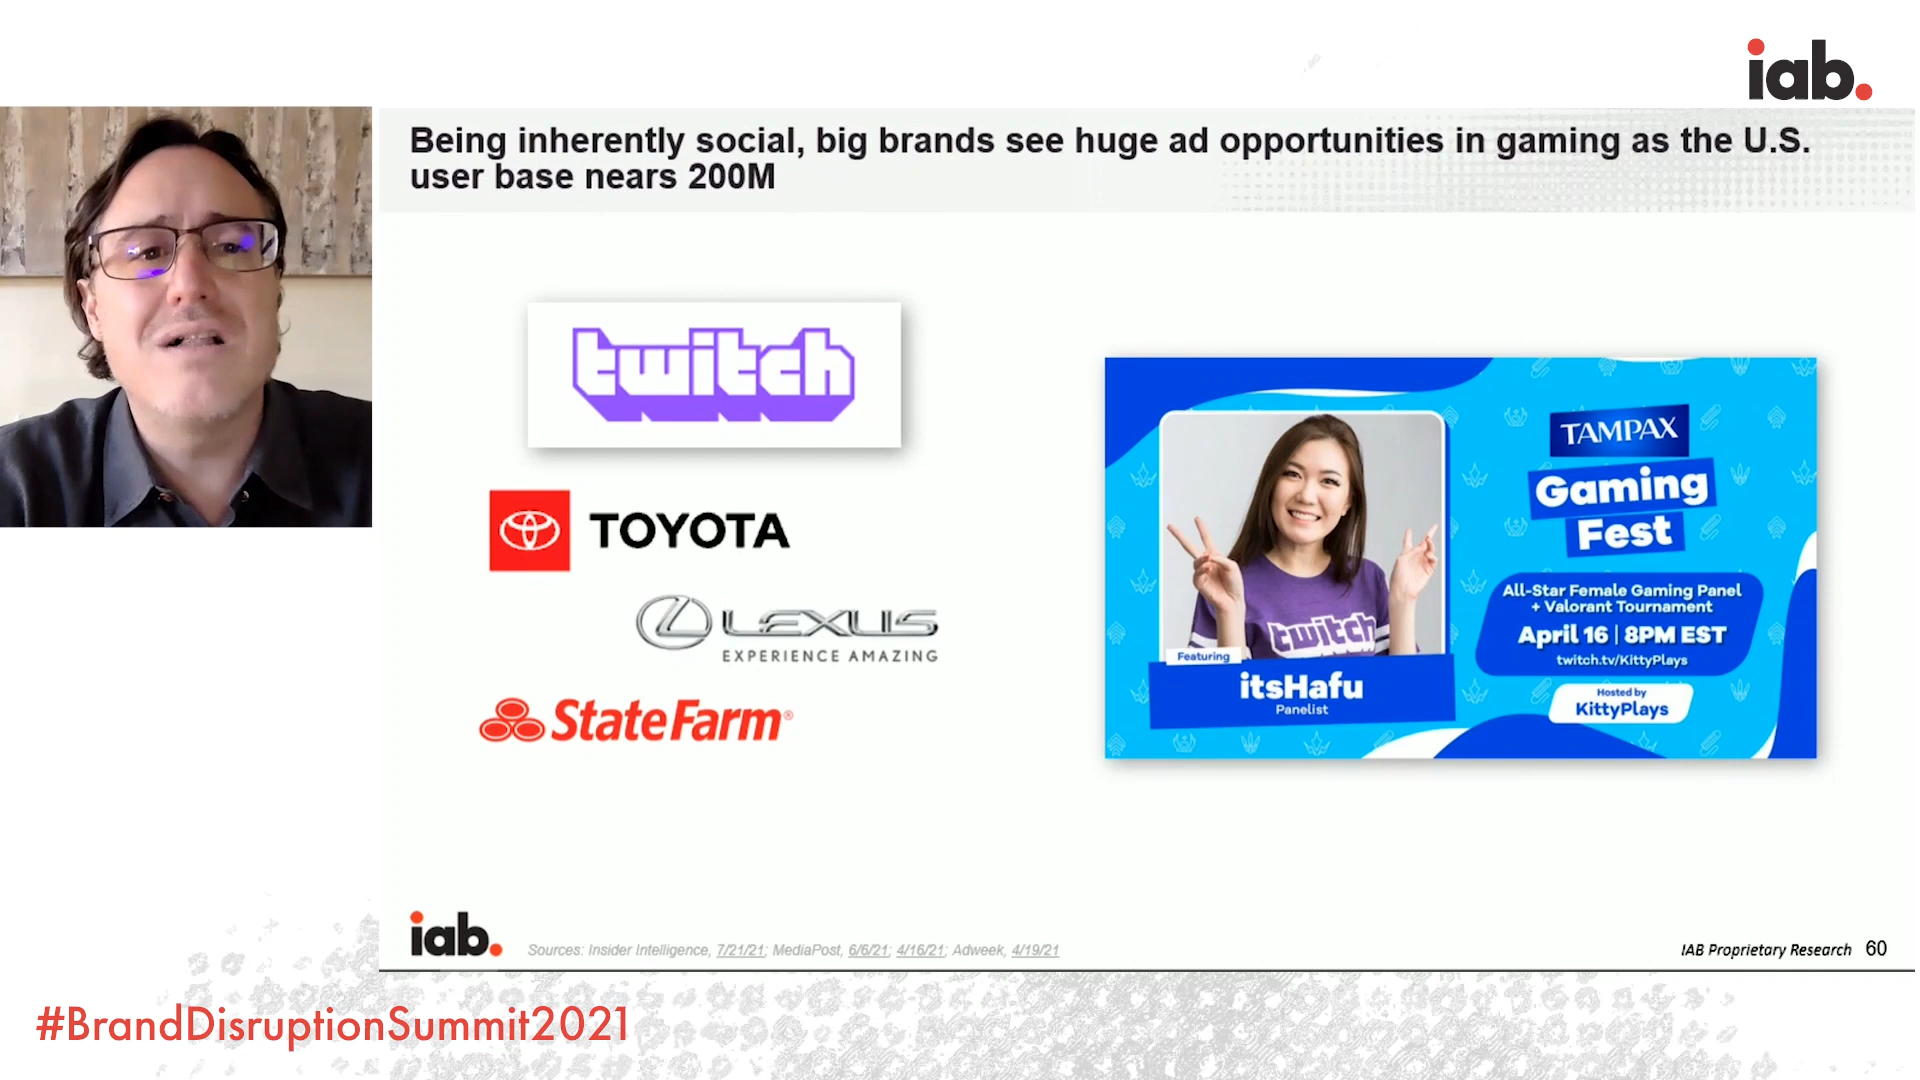 iab.
Being inherently social, big brands see huge ad opportunities in gaming as the U.S.
user base nears 200M
twitch
TOYOTA
LEXUS
EXPERIENCE AMAZING
State Farm®
TAMPAX
Gaming
Fest
All-Star Female Gaming Panel
+ Valorant Tournament
April 16 | 8PM EST
twitch.tv/KittyPlays
Hosted by
KittyPlays
twitch
Featuring
itsHafu
Panelist
iab.
Sources: Insider Intelligence, 7/21/21; MediaPost, 6/6/21; 4/16/21; Adweek, 4/19/21
IAB Proprietary Research 60
#BrandDisruptionSummit2021